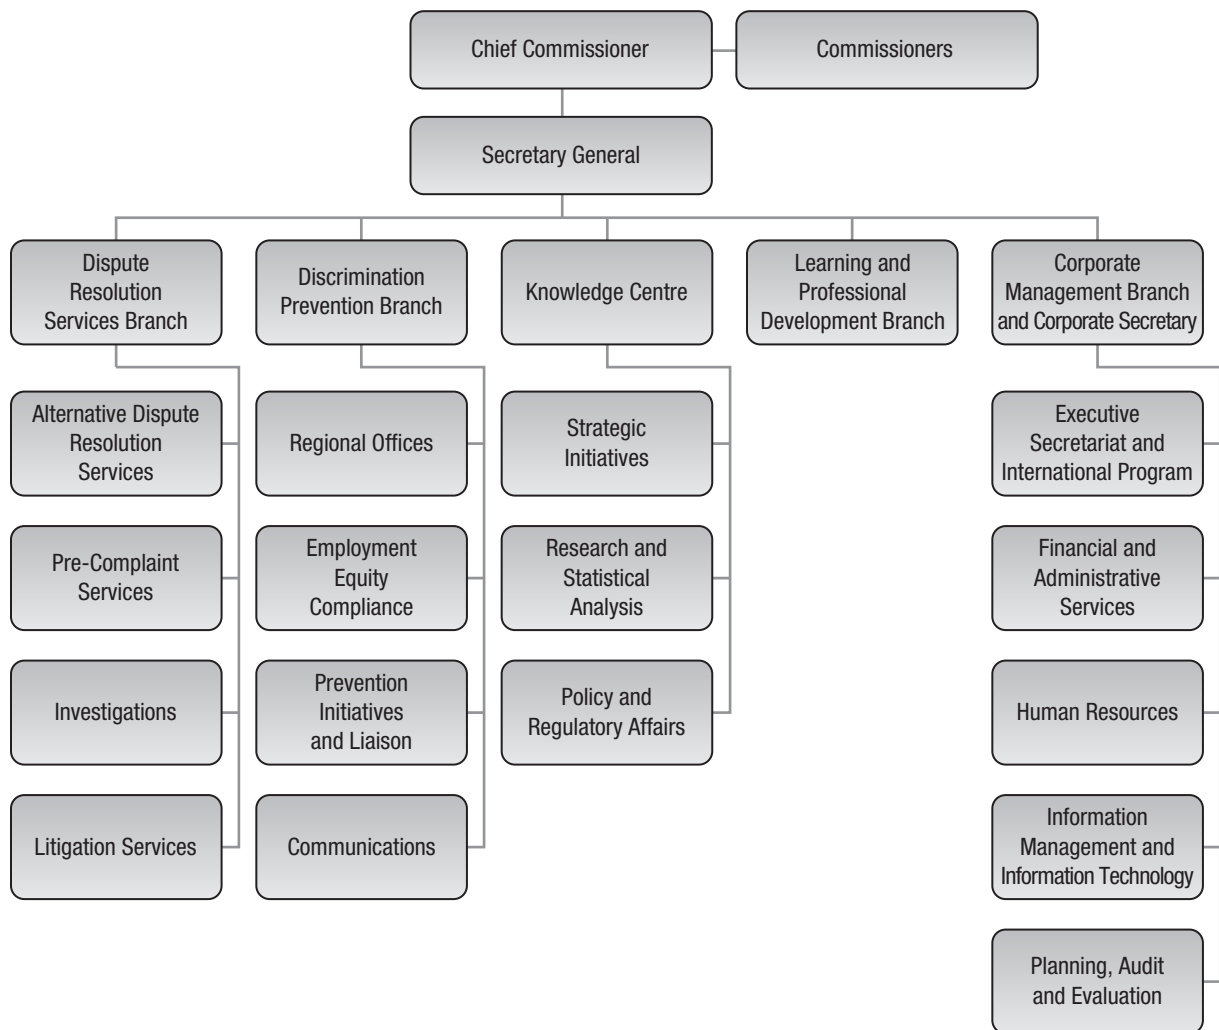 Chief Commissioner
Commissioners
Secretary General
Dispute
Resolution
Services Branch
Discrimination
Prevention Branch
Knowledge Centre
Learning and
Professional
Development Branch
Corporate
Management Branch
and Corporate Secretary
Alternative Dispute
Resolution
Services
Regional Offices
Strategic
Initiatives
Executive
Secretariat and
International Program
Pre-Complaint
Services
Employment
Equity
Compliance
Research and
Statistical
Analysis
Financial and
Administrative
Services
Investigations
Prevention
Initiatives
and Liaison
Policy and
Regulatory Affairs
Human Resources
Litigation Services
Communications
Information
Management and
Information Technology
Planning, Audit
and Evaluation